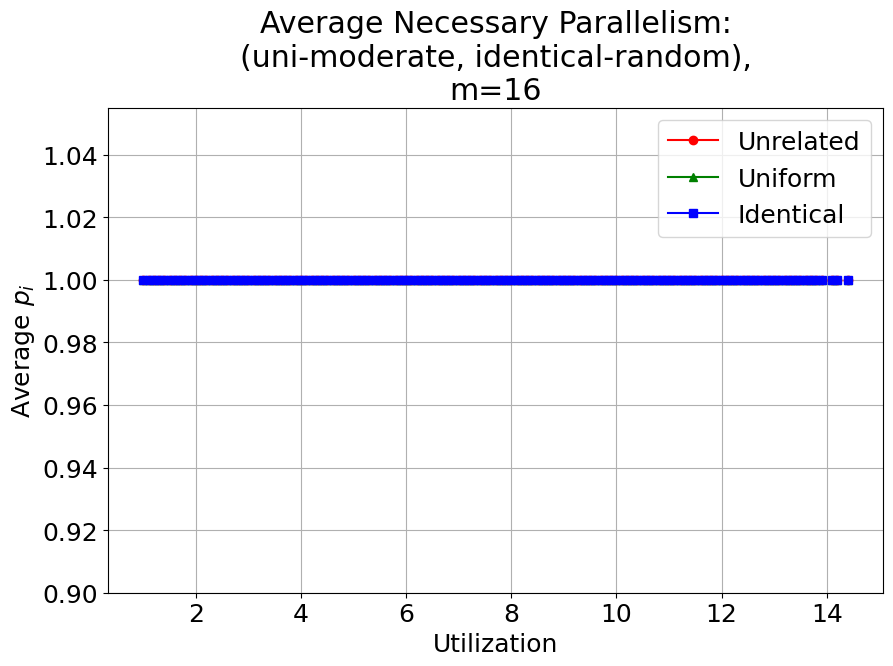 Average Necessary Parallelism:
(uni-moderate, identical-random),
m=16
Unrelated
Uniform
Identical
1.04
1.02
1.00
0.98
0.96
0.94
0.92
0.90
Average $p_i$
2 4 6 8 10 12 14
Utilization